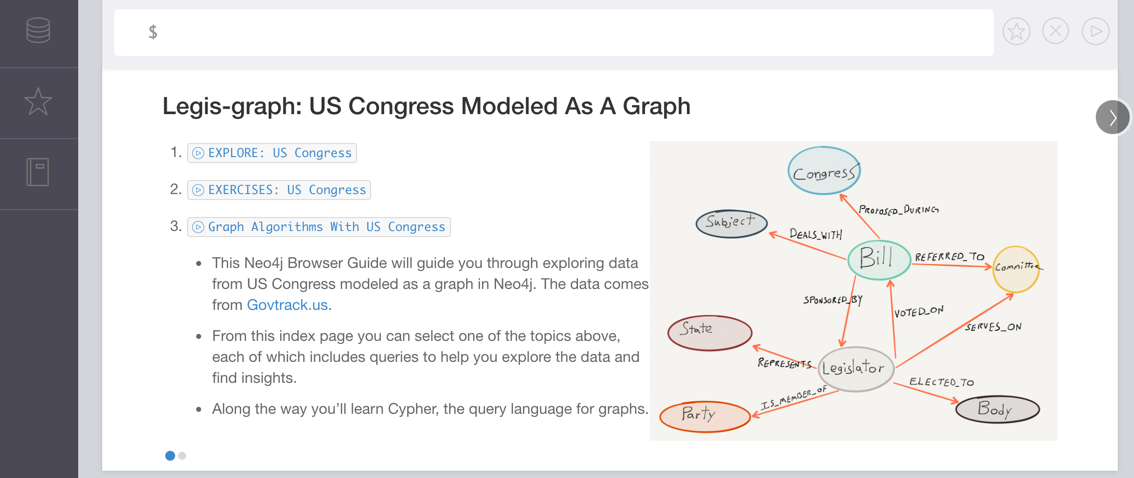 $
Legis-graph: US Congress Modeled As A Graph
1. EXPLORE: US Congress
2. EXERCISES: US Congress
3. Graph Algorithms With US Congress
• This Neo4j Browser Guide will guide you through exploring data
from US Congress modeled as a graph in Neo4j. The data comes
from Govtrack.us.
• From this index page you can select one of the topics above,
each of which includes queries to help you explore the data and
find insights.
• Along the way you’ll learn Cypher, the query language for graphs.
Congress
PROPOSED_DURING
Subject
DEALS_WITH
Bill
REFERRED_TO
Committee
SPONSORED_BY
VOTED_ON
SERVES_ON
State
REPRESENTS
Legislator
ELECTED_TO
IS_MEMBER_OF
Party
Body